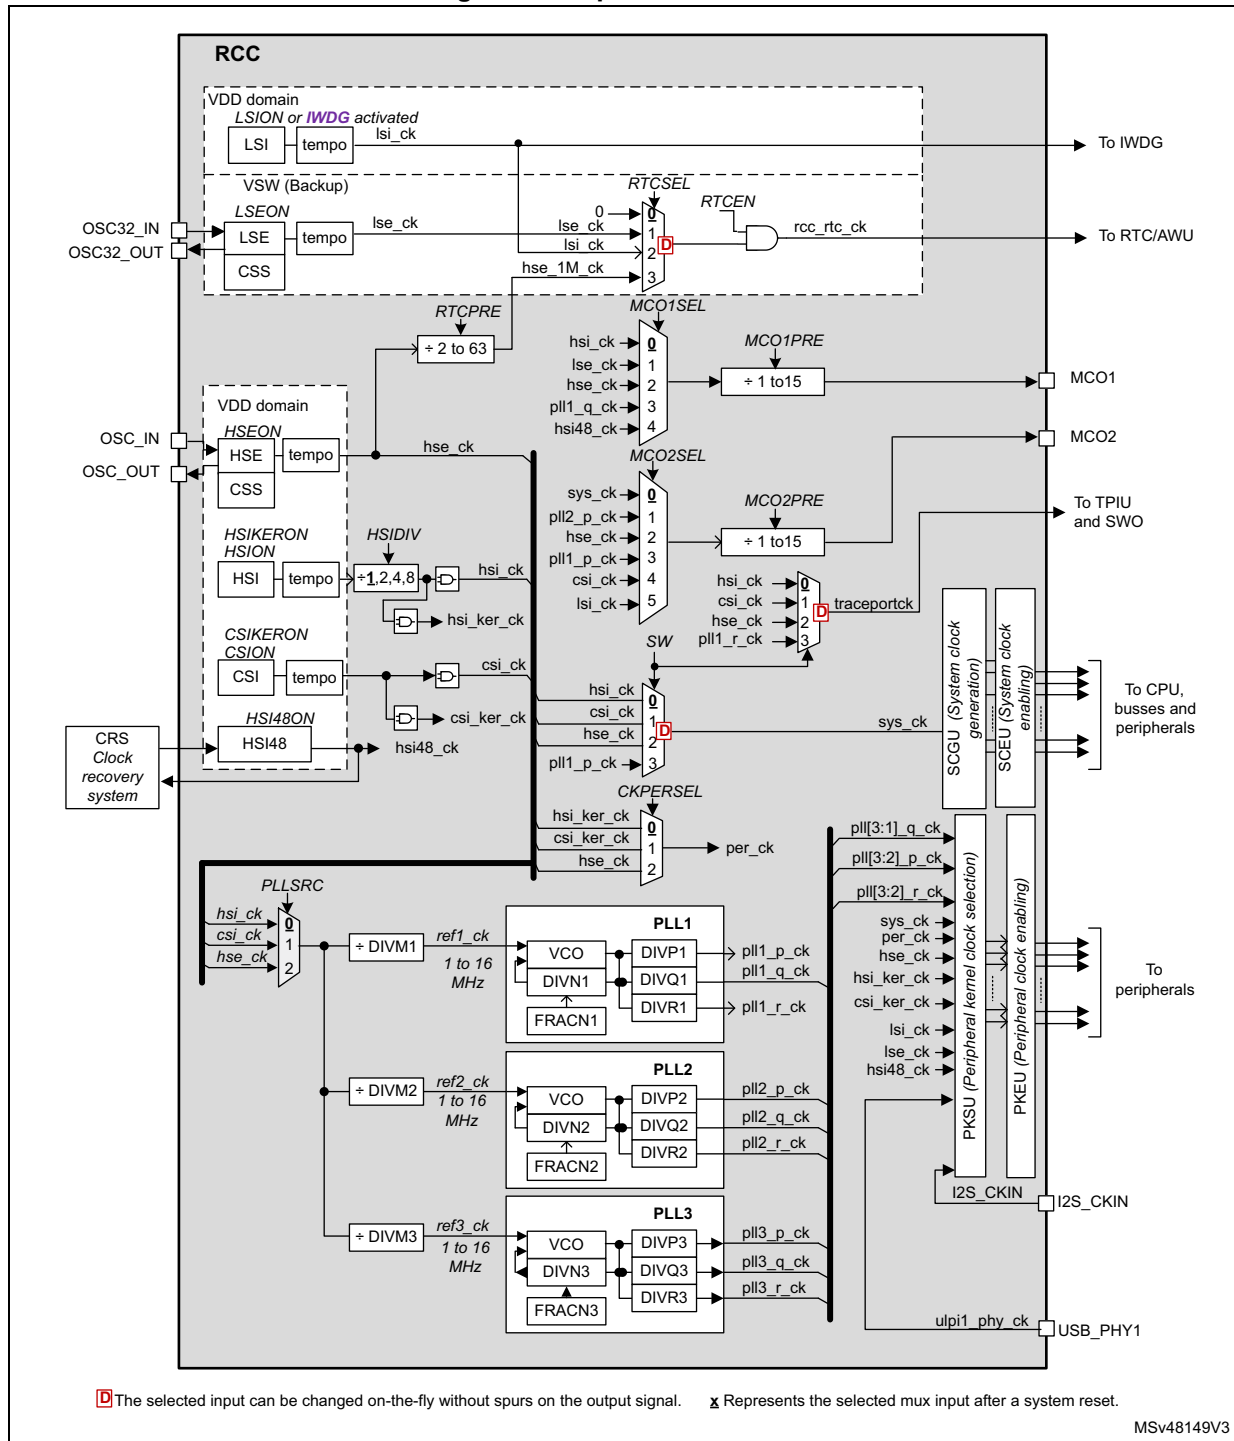 RCC
VDD domain
LSION or IWDG activated
LSI
tempo
lsi_ck
To IWDG
VSW (Backup)
RTCSEL
LSEON
RTCEN
OSC32_IN
OSC32_OUT
LSE
CSS
tempo
lse_ck
0
lse_ck
lsi_ck
hse_1M_ck
0
1
2
3
D
rcc_rtc_ck
To RTC/AWU
RTCPRE
÷ 2 to 63
MCO1SEL
hsi_ck
lse_ck
hse_ck
pll1_q_ck
hsi48_ck
0
1
2
3
4
MCO1PRE
÷ 1 to15
MCO1
VDD domain
HSEON
OSC_IN
OSC_OUT
HSE
CSS
tempo
hse_ck
MCO2
MCO2SEL
sys_ck
pll2_p_ck
hse_ck
pll1_p_ck
csi_ck
lsi_ck
0
1
2
3
4
5
MCO2PRE
÷ 1 to15
To TPIU
and SWO
HSIKERON
HSION
HSI
tempo
HSIDIV
÷1,2,4,8
hsi_ck
hsi_ker_ck
hsi_ck
csi_ck
hse_ck
pll1_r_ck
0
1
2
3
D
traceportck
CSIKERON
CSION
CSI
tempo
csi_ck
csi_ker_ck
SW
hsi_ck
csi_ck
hse_ck
pll1_p_ck
0
1
2
3
D
sys_ck
SCGU (System clock
generation)
SCEU (System clock
enabling)
To CPU,
busses and
peripherals
HSI48ON
HSI48
hsi48_ck
CRS
Clock
recovery
system
CKPERSEL
hsi_ker_ck
csi_ker_ck
hse_ck
0
1
2
per_ck
pll[3:1]_q_ck
pll[3:2]_p_ck
pll[3:2]_r_ck
sys_ck
per_ck
hse_ck
hsi_ker_ck
csi_ker_ck
lsi_ck
lse_ck
hsi48_ck
PKSU (Peripheral kernel clock selection)
PKEU (Peripheral clock enabling)
To
peripherals
PLLSRC
hsi_ck
csi_ck
hse_ck
0
1
2
÷ DIVM1
ref1_ck
1 to 16
MHz
PLL1
VCO
DIVN1
FRACN1
DIVP1
DIVQ1
DIVR1
pll1_p_ck
pll1_q_ck
pll1_r_ck
÷ DIVM2
ref2_ck
1 to 16
MHz
PLL2
VCO
DIVN2
FRACN2
DIVP2
DIVQ2
DIVR2
pll2_p_ck
pll2_q_ck
pll2_r_ck
÷ DIVM3
ref3_ck
1 to 16
MHz
PLL3
VCO
DIVN3
FRACN3
DIVP3
DIVQ3
DIVR3
pll3_p_ck
pll3_q_ck
pll3_r_ck
I2S_CKIN
I2S_CKIN
ulpi1_phy_ck
USB_PHY1
D The selected input can be changed on-the-fly without spurs on the output signal.
x Represents the selected mux input after a system reset.
MSv48149V3